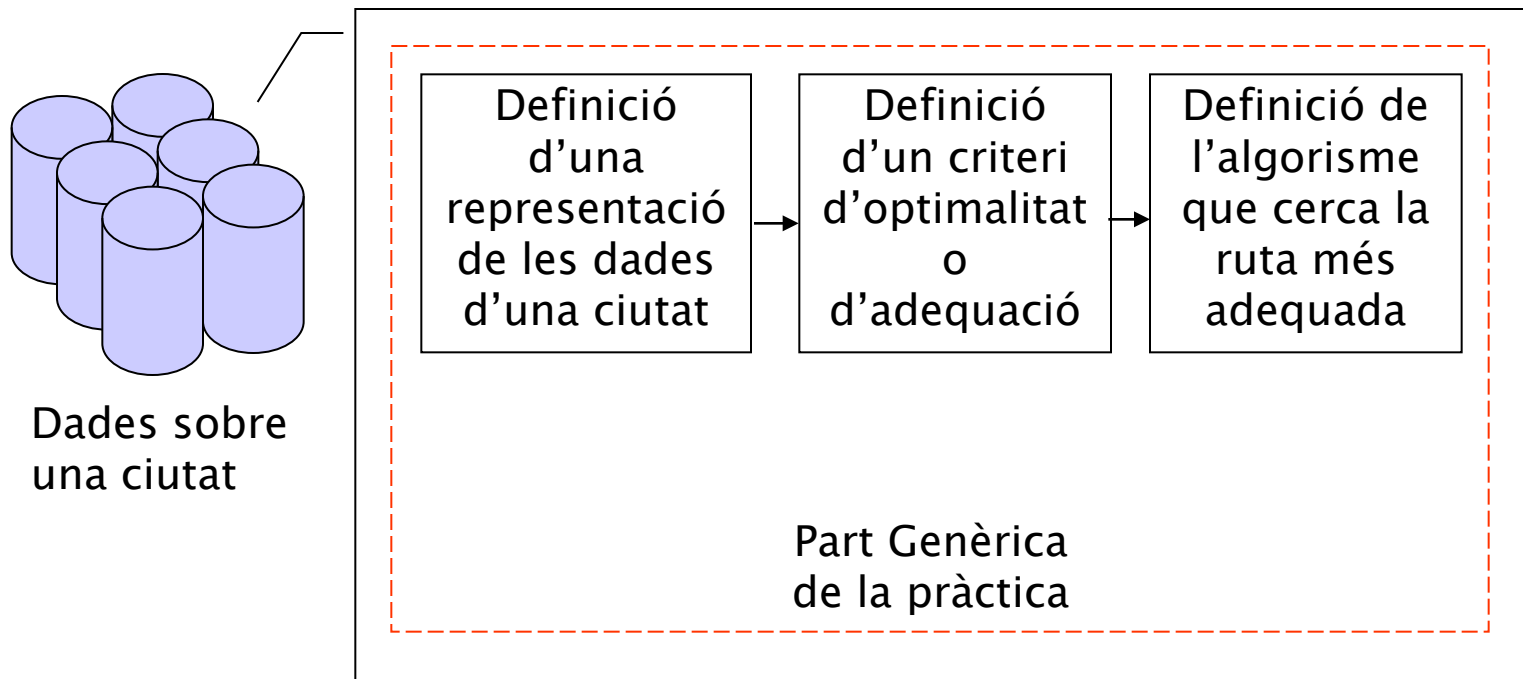 Definició
d’una
representació
de les dades
d’una ciutat
Definició
d’un criteri
d’optimalitat
o
d’adequació
Definició de
l’algorisme
que cerca la
ruta més
adequada
Dades sobre
una ciutat
Part Genèrica
de la pràctica